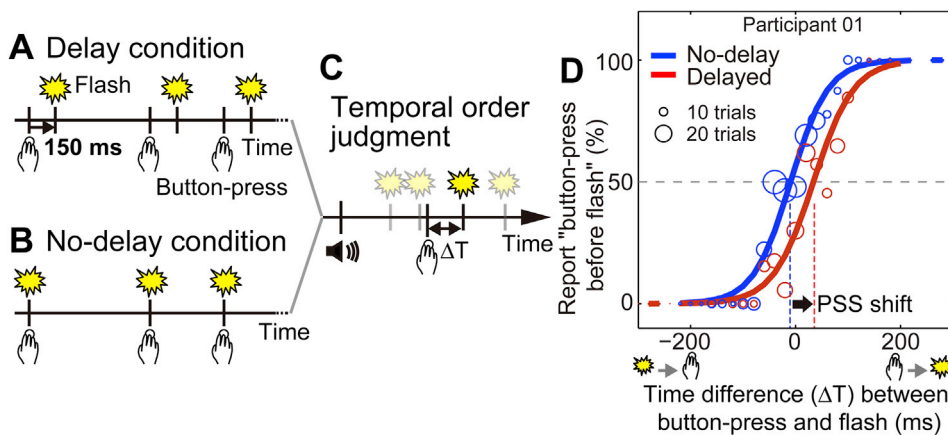 A Delay condition
Flash
150 ms
Time
Button-press
B No-delay condition
Time
C
Temporal order
judgment
ΔT
Time
D
Participant 01
No-delay
Delayed
10 trials
20 trials
Report "button-press
before flash" (%)
100
50
0
PSS shift
−200
0
200
Time difference (ΔT) between
button-press and flash (ms)